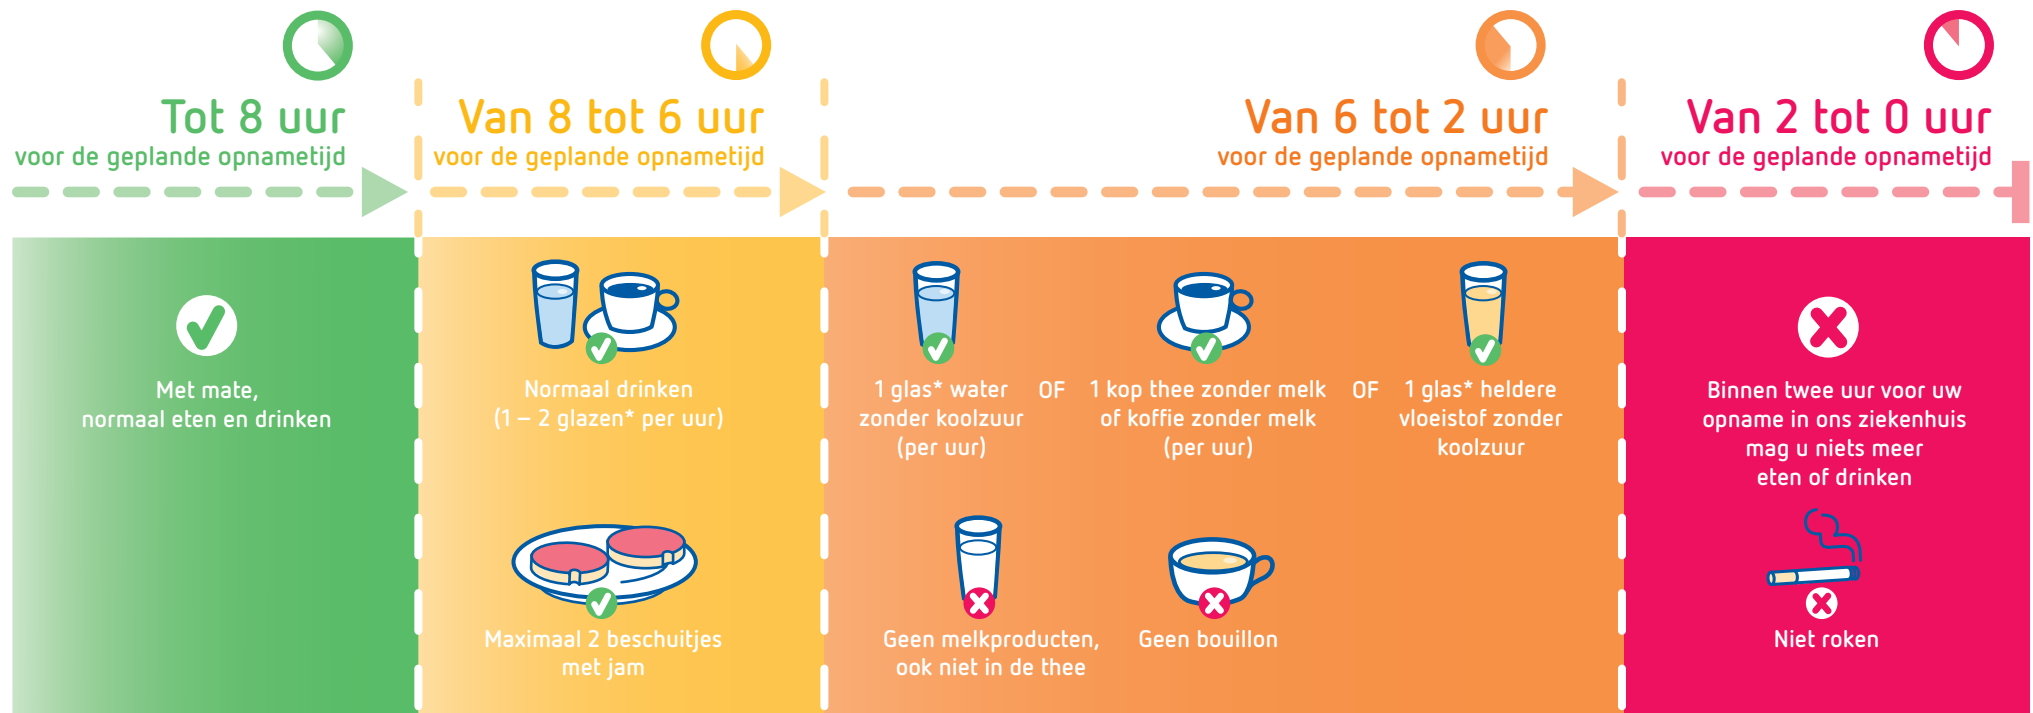 Tot 8 uur
voor de geplande opnametijd
Met mate,
normaal eten en drinken
Van 8 tot 6 uur
voor de geplande opnametijd
Normaal drinken
(1 – 2 glazen* per uur)
Maximaal 2 beschuitjes
met jam
Van 6 tot 2 uur
voor de geplande opnametijd
1 glas* water
zonder koolzuur
(per uur)
OF
1 kop thee zonder melk
of koffie zonder melk
(per uur)
OF
1 glas* heldere
vloeistof zonder
koolzuur
Geen melkproducten,
ook niet in de thee
Geen bouillon
Van 2 tot 0 uur
voor de geplande opnametijd
Binnen twee uur voor uw
opname in ons ziekenhuis
mag u niets meer
eten of drinken
Niet roken